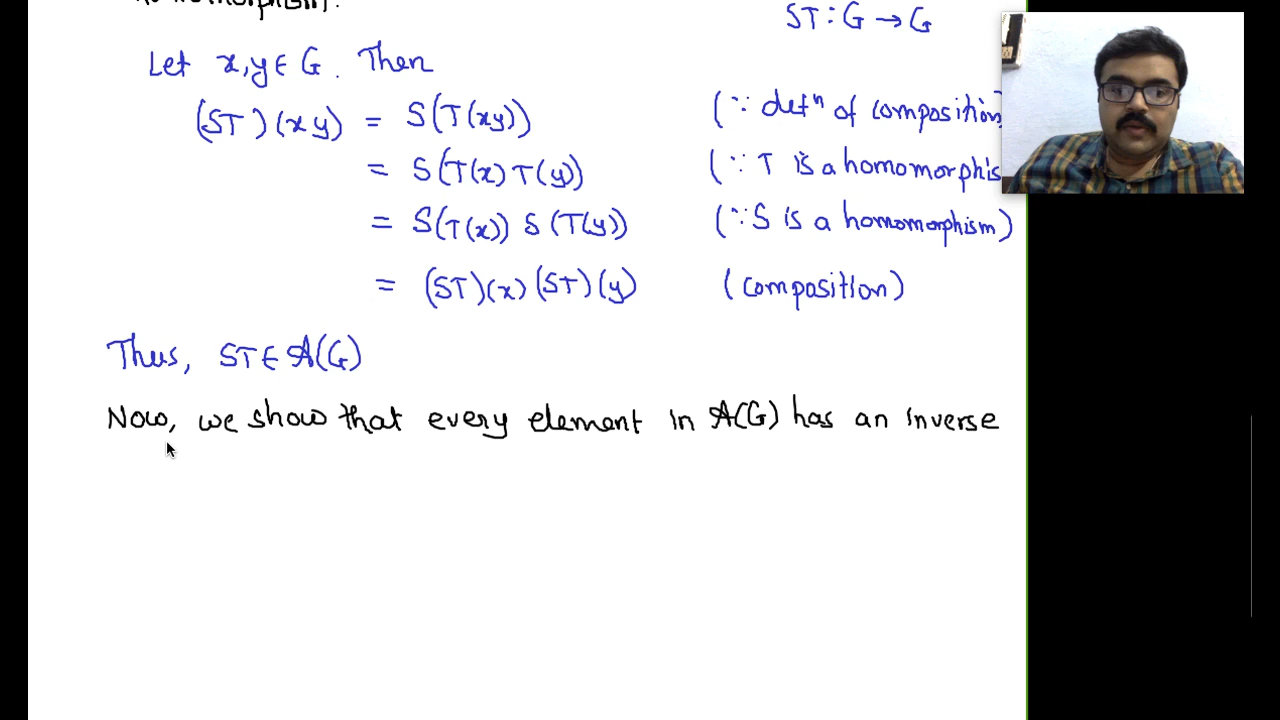 ST : G → G
Let x, y ∈ G. Then
(ST)(xy) = S(T(xy)) (∵ defⁿ of composition)
= S(T(x) T(y)) (∵ T is a homomorphis
= S(T(x)) S(T(y)) (∵ S is a homomorphism)
= (ST)(x) (ST)(y) (composition)
Thus, ST ∈ A(G)
Now, we show that every element in A(G) has an inverse